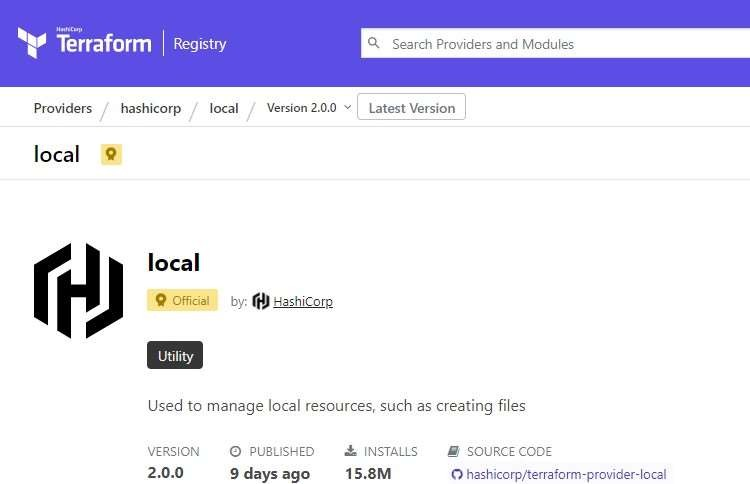 HashiCorp
Terraform Registry Search Providers and Modules
Providers / hashicorp / local / Version 2.0.0 Latest Version
local
local
Official by: HashiCorp
Utility
Used to manage local resources, such as creating files
VERSION PUBLISHED INSTALLS SOURCE CODE
2.0.0 9 days ago 15.8M hashicorp/terraform-provider-local